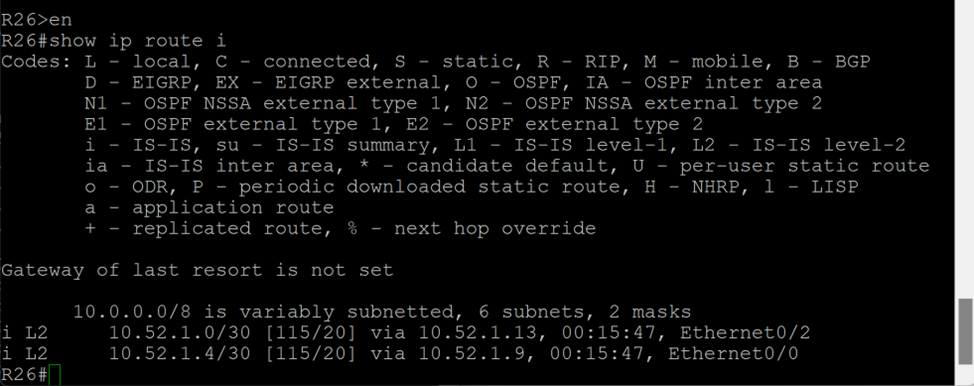 R26>en
R26#show ip route i
Codes: L - local, C - connected, S - static, R - RIP, M - mobile, B - BGP
       D - EIGRP, EX - EIGRP external, O - OSPF, IA - OSPF inter area
       N1 - OSPF NSSA external type 1, N2 - OSPF NSSA external type 2
       E1 - OSPF external type 1, E2 - OSPF external type 2
       i - IS-IS, su - IS-IS summary, L1 - IS-IS level-1, L2 - IS-IS level-2
       ia - IS-IS inter area, * - candidate default, U - per-user static route
       o - ODR, P - periodic downloaded static route, H - NHRP, l - LISP
       a - application route
       + - replicated route, % - next hop override
Gateway of last resort is not set
      10.0.0.0/8 is variably subnetted, 6 subnets, 2 masks
i L2     10.52.1.0/30 [115/20] via 10.52.1.13, 00:15:47, Ethernet0/2
i L2     10.52.1.4/30 [115/20] via 10.52.1.9, 00:15:47, Ethernet0/0
R26#